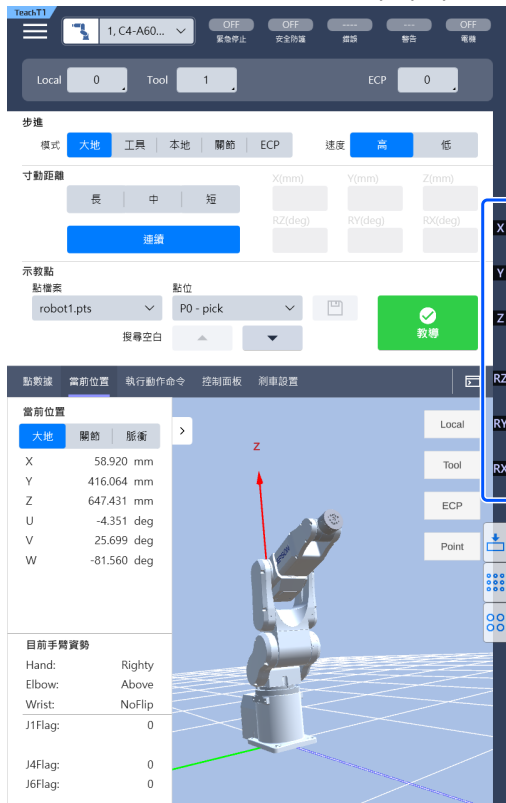 TeachT1
1, C4-A60...
OFF OFF ---- --- OFF
緊急停止 安全防護 錯誤 警告 電機
Local 0 Tool 1 ECP 0
步進
模式 大地 工具 本地 關節 ECP 速度 高 低
寸動距離 X(mm) Y(mm) Z(mm)
長 中 短
RZ(deg) RY(deg) RX(deg)
連續
X
Y
Z
RZ
RY
RX
示教點
點檔案 點位
robot1.pts P0 - pick
教導
搜尋空白
點數據 當前位置 執行動作命令 控制面板 剎車設置
當前位置
大地 關節 脈衝
X 58.920 mm
Y 416.064 mm
Z 647.431 mm
U -4.351 deg
V 25.699 deg
W -81.560 deg
Z
Local
Tool
ECP
Point
目前手臂資勢
Hand: Righty
Elbow: Above
Wrist: NoFlip
J1Flag: 0
J4Flag: 0
J6Flag: 0